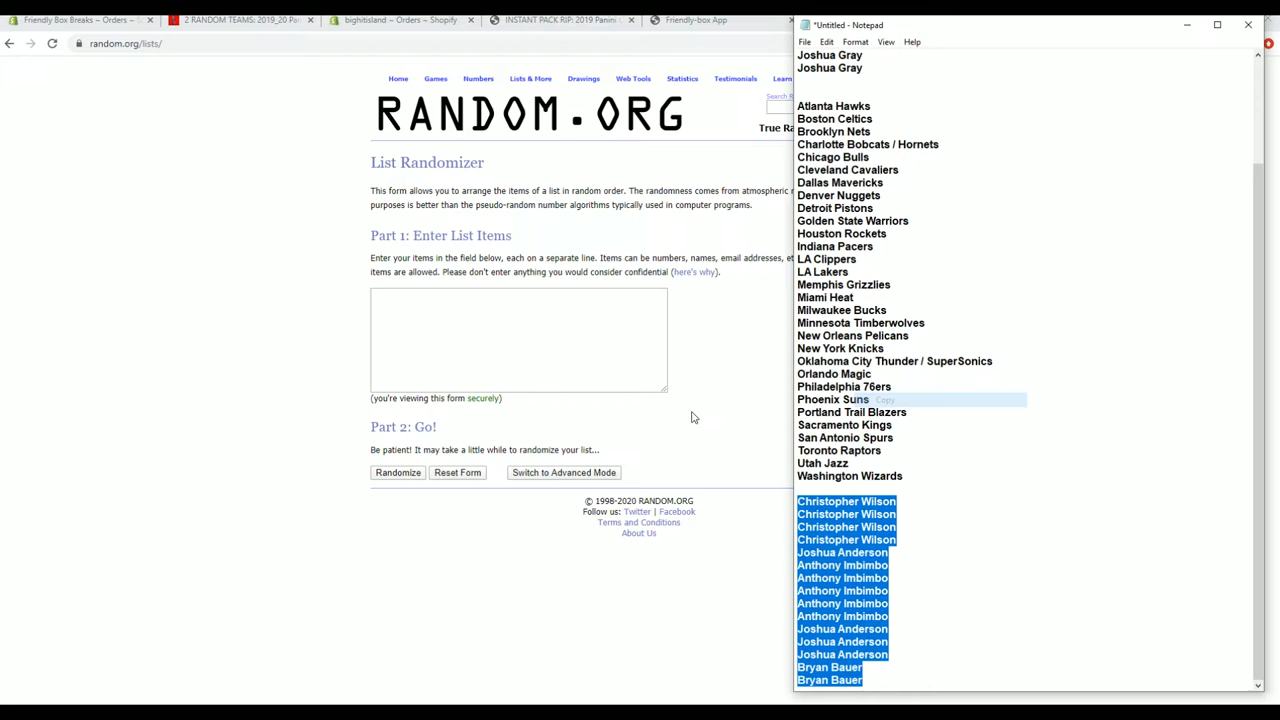 Friendly Box Breaks ~ Orders ~ S
2 RANDOM TEAMS: 2019_20 Pa
bighitisland ~ Orders ~ Shopify
INSTANT PACK RIP: 2019 Panini C
Friendly-box App
random.org/lists/
Home Games Numbers Lists & More Drawings Web Tools Statistics Testimonials Learn
RANDOM.ORG
Search R
True Ra
List Randomizer
This form allows you to arrange the items of a list in random order. The randomness comes from atmospheric
purposes is better than the pseudo-random number algorithms typically used in computer programs.
Part 1: Enter List Items
Enter your items in the field below, each on a separate line. Items can be numbers, names, email addresses, et
items are allowed. Please don't enter anything you would consider confidential (here's why).
(you're viewing this form securely)
Part 2: Go!
Be patient! It may take a little while to randomize your list...
Randomize Reset Form Switch to Advanced Mode
© 1998-2020 RANDOM.ORG
Follow us: Twitter | Facebook
Terms and Conditions
About Us
*Untitled - Notepad
File Edit Format View Help
Joshua Gray
Joshua Gray
Atlanta Hawks
Boston Celtics
Brooklyn Nets
Charlotte Bobcats / Hornets
Chicago Bulls
Cleveland Cavaliers
Dallas Mavericks
Denver Nuggets
Detroit Pistons
Golden State Warriors
Houston Rockets
Indiana Pacers
LA Clippers
LA Lakers
Memphis Grizzlies
Miami Heat
Milwaukee Bucks
Minnesota Timberwolves
New Orleans Pelicans
New York Knicks
Oklahoma City Thunder / SuperSonics
Orlando Magic
Philadelphia 76ers
Phoenix Suns Copy
Portland Trail Blazers
Sacramento Kings
San Antonio Spurs
Toronto Raptors
Utah Jazz
Washington Wizards
Christopher Wilson
Christopher Wilson
Christopher Wilson
Christopher Wilson
Joshua Anderson
Anthony Imbimbo
Anthony Imbimbo
Anthony Imbimbo
Anthony Imbimbo
Anthony Imbimbo
Joshua Anderson
Joshua Anderson
Joshua Anderson
Bryan Bauer
Bryan Bauer